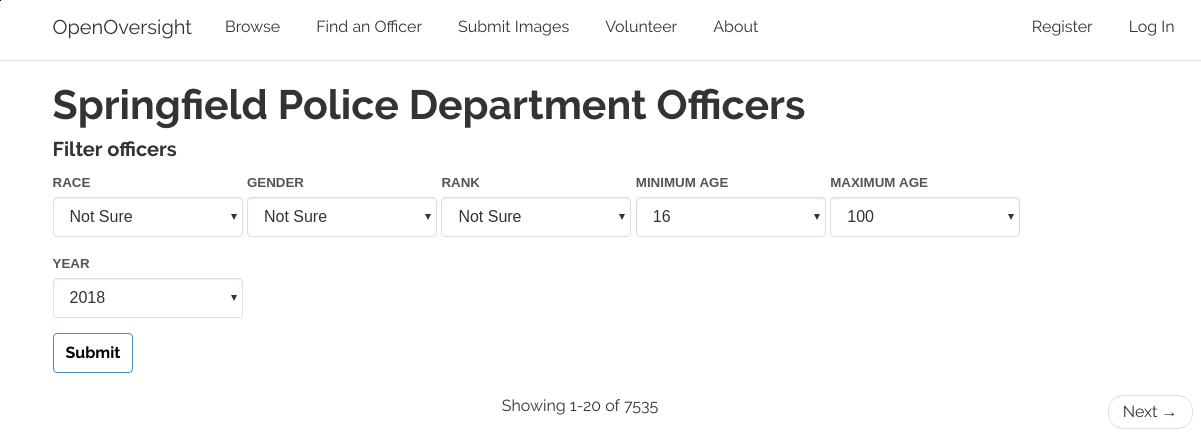 OpenOversight Browse Find an Officer Submit Images Volunteer About Register Log In
Springfield Police Department Officers
Filter officers
RACE GENDER RANK MINIMUM AGE MAXIMUM AGE
Not Sure Not Sure Not Sure 16 100
YEAR
2018
Submit
Showing 1-20 of 7535
Next →